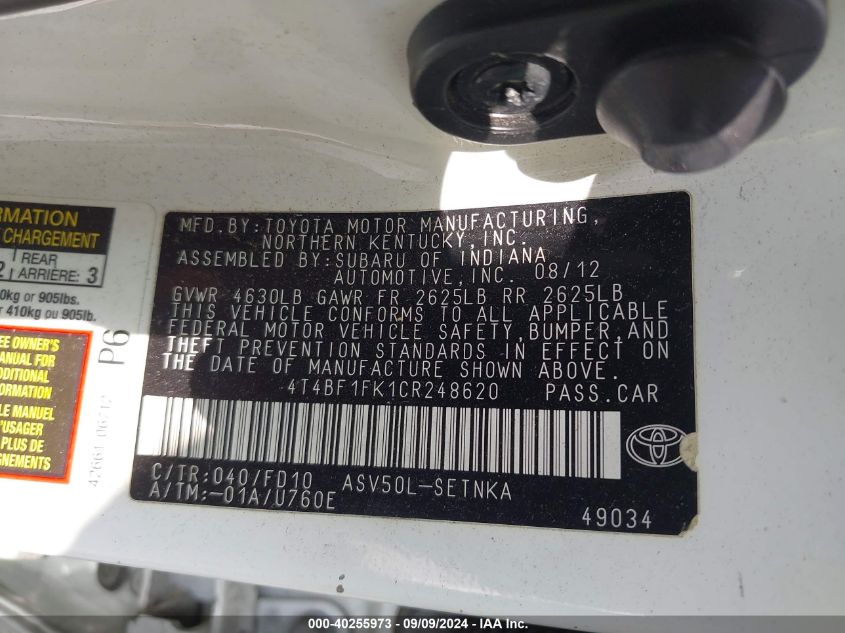 RMATION
CHARGEMENT
2 REAR
ARRIÈRE: 3
0kg or 905lbs.
410kg ou 905lb.
P6
EE OWNER'S
MANUAL FOR
DDITIONAL
FORMATION
LE MANUEL
'USAGER
PLUS DE
GNEMENTS
MFD. BY: TOYOTA MOTOR MANUFACTURING,
NORTHERN KENTUCKY, INC.
ASSEMBLED BY: SUBARU OF INDIANA
AUTOMOTIVE, INC. 08/12
GVWR 4630LB GAWR FR 2625LB RR 2625LB
THIS VEHICLE CONFORMS TO ALL APPLICABLE
FEDERAL MOTOR VEHICLE SAFETY, BUMPER, AND
THEFT PREVENTION STANDARDS IN EFFECT ON
THE DATE OF MANUFACTURE SHOWN ABOVE.
4T4BF1FK1CR248620 PASS. CAR
C/TR: 040/FD10 ASV50L-SETNKA
A/TM: -01A/U760E
49034
000-40255973 - 09/09/2024 - IAA Inc.